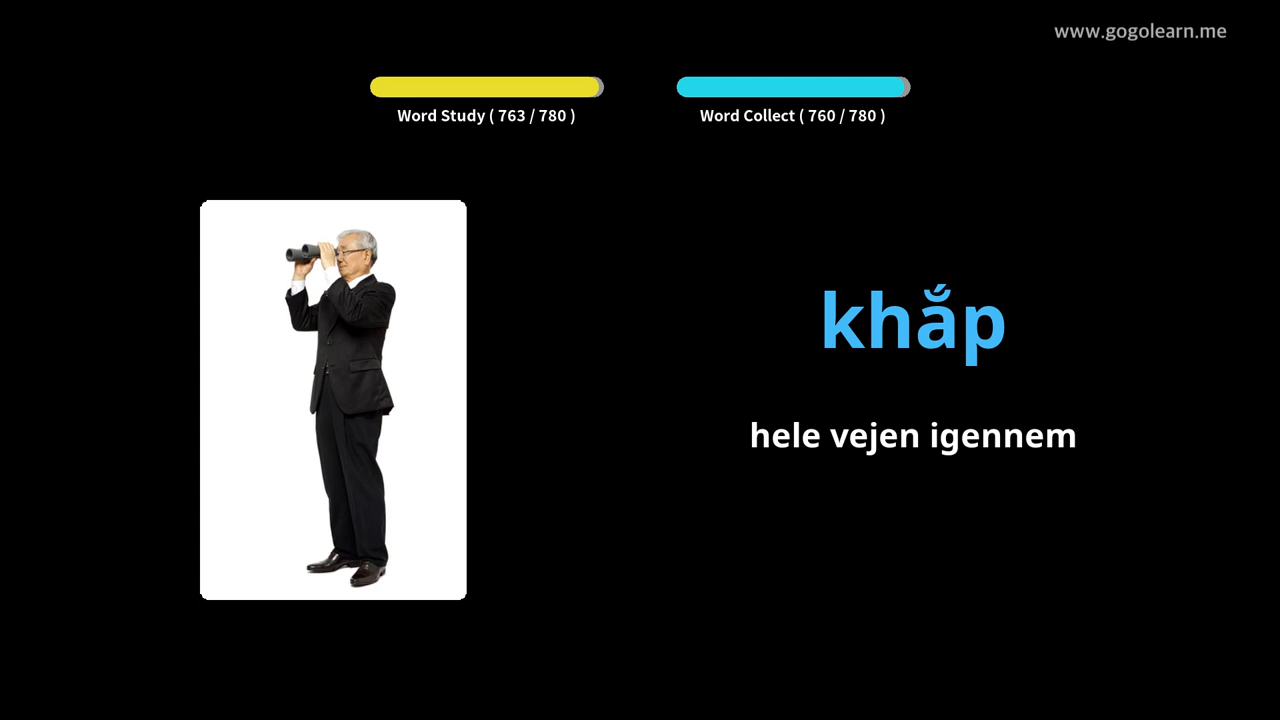 www.gogolearn.me
Word Study ( 763 / 780 )
Word Collect ( 760 / 780 )
khắp
hele vejen igennem